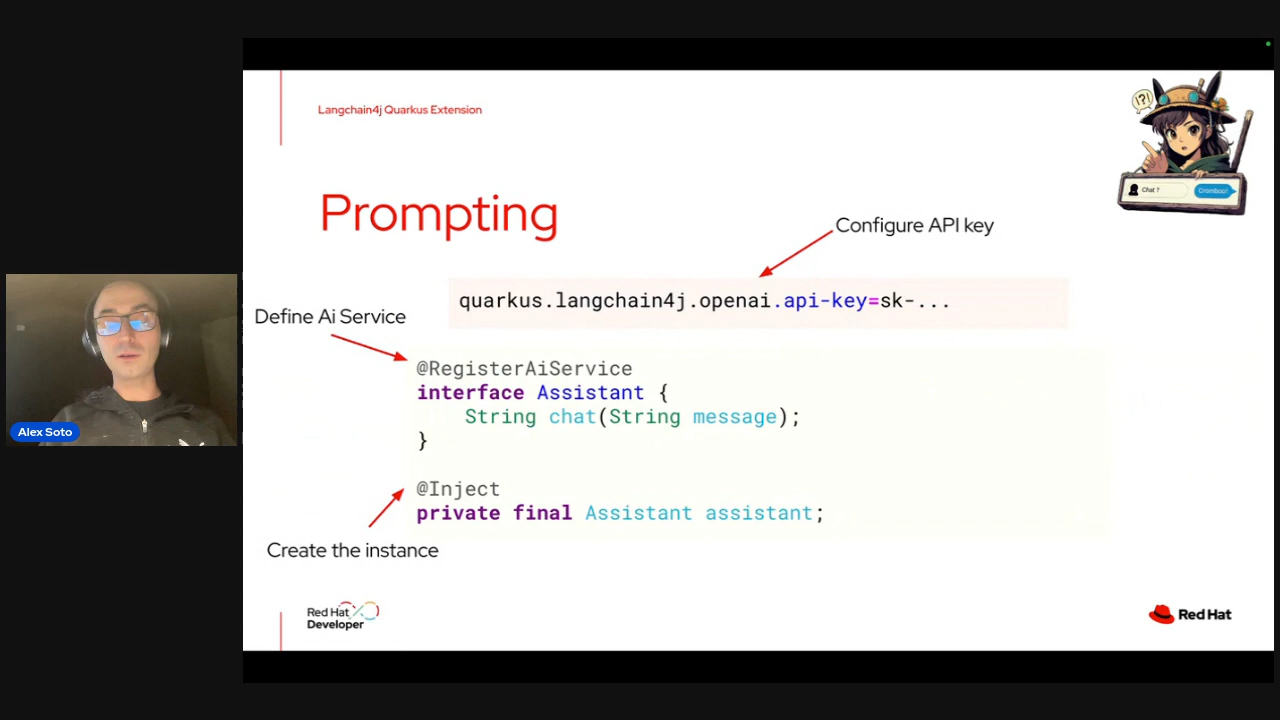 Langchain4j Quarkus Extension
!?!
Chat ?
Cromboo!
Prompting
Configure API key
quarkus.langchain4j.openai.api-key=sk-...
Define Ai Service
@RegisterAiService
interface Assistant {
String chat(String message);
}
@Inject
private final Assistant assistant;
Create the instance
Alex Soto
Red Hat
Developer
Red Hat